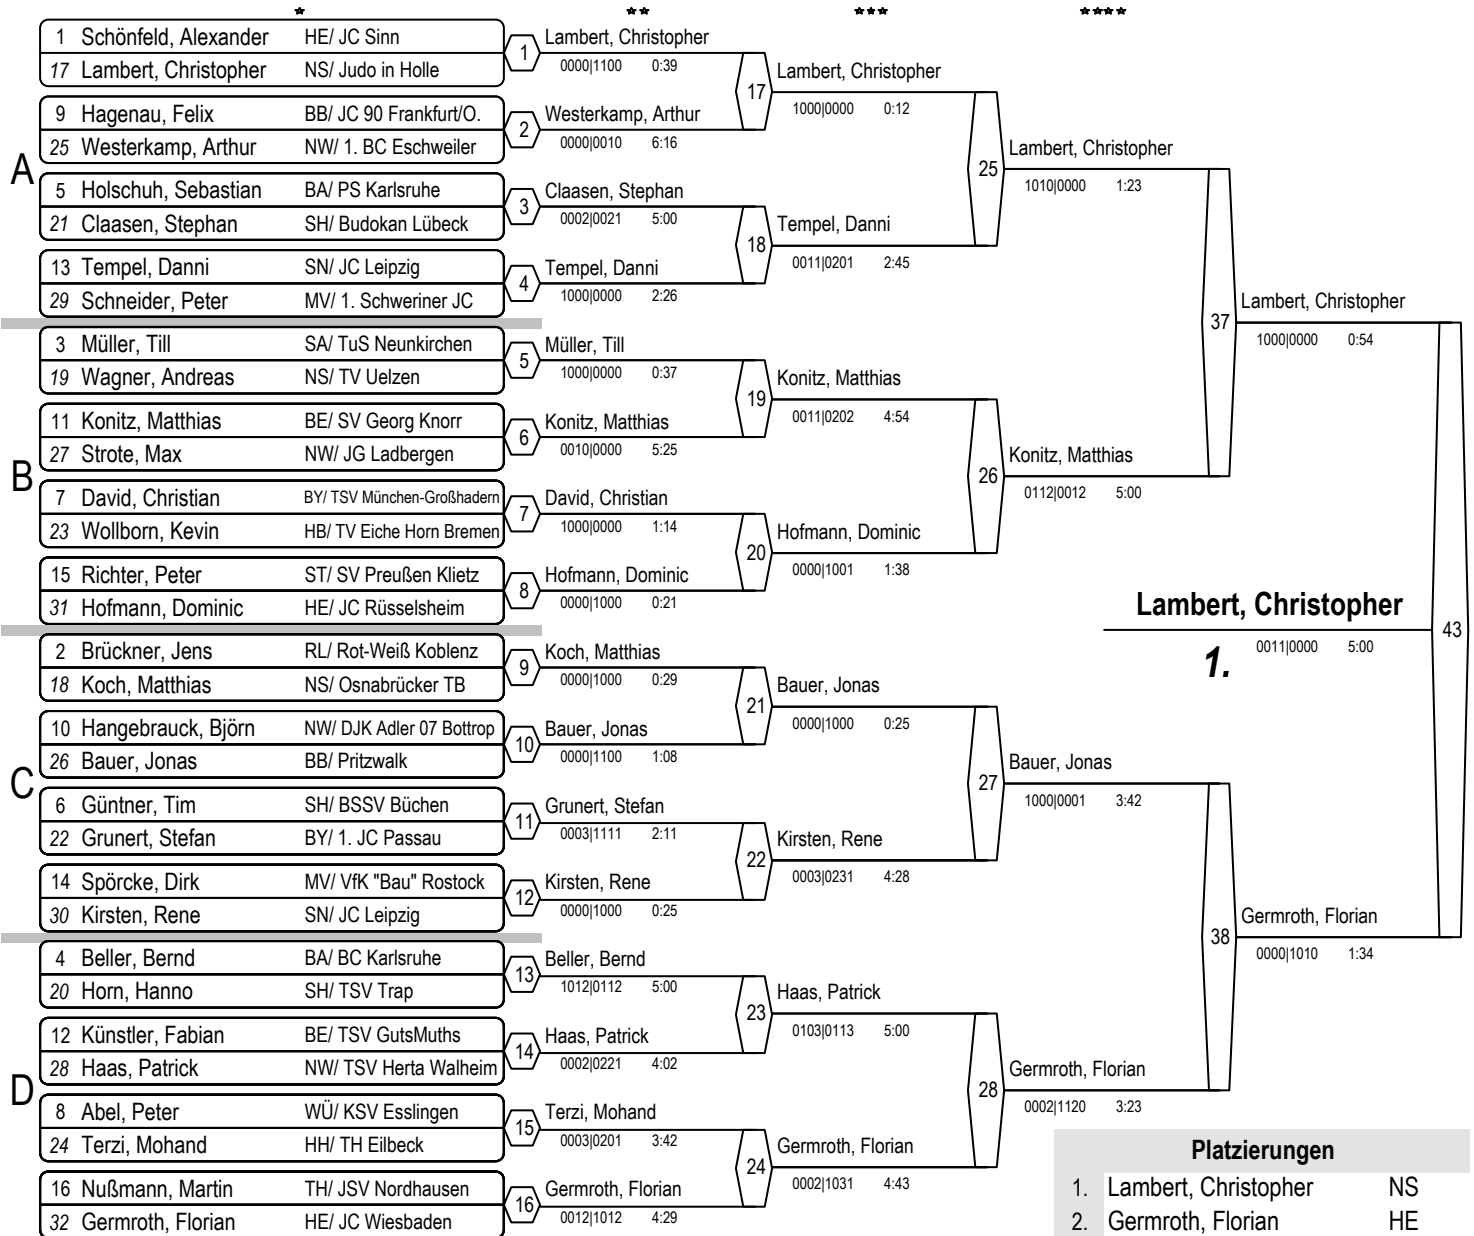 * ** *** ****
A
1 Schönfeld, Alexander HE/ JC Sinn
17 Lambert, Christopher NS/ Judo in Holle
9 Hagenau, Felix BB/ JC 90 Frankfurt/O.
25 Westerkamp, Arthur NW/ 1. BC Eschweiler
5 Holschuh, Sebastian BA/ PS Karlsruhe
21 Claasen, Stephan SH/ Budokan Lübeck
13 Tempel, Danni SN/ JC Leipzig
29 Schneider, Peter MV/ 1. Schweriner JC
B
3 Müller, Till SA/ TuS Neunkirchen
19 Wagner, Andreas NS/ TV Uelzen
11 Konitz, Matthias BE/ SV Georg Knorr
27 Strote, Max NW/ JG Ladbergen
7 David, Christian BY/ TSV München-Großhadern
23 Wollborn, Kevin HB/ TV Eiche Horn Bremen
15 Richter, Peter ST/ SV Preußen Klietz
31 Hofmann, Dominic HE/ JC Rüsselsheim
C
2 Brückner, Jens RL/ Rot-Weiß Koblenz
18 Koch, Matthias NS/ Osnabrücker TB
10 Hangebrauck, Björn NW/ DJK Adler 07 Bottrop
26 Bauer, Jonas BB/ Pritzwalk
6 Güntner, Tim SH/ BSSV Büchen
22 Grunert, Stefan BY/ 1. JC Passau
14 Spörcke, Dirk MV/ VfK "Bau" Rostock
30 Kirsten, Rene SN/ JC Leipzig
D
4 Beller, Bernd BA/ BC Karlsruhe
20 Horn, Hanno SH/ TSV Trap
12 Künstler, Fabian BE/ TSV GutsMuths
28 Haas, Patrick NW/ TSV Herta Walheim
8 Abel, Peter WÜ/ KSV Esslingen
24 Terzi, Mohand HH/ TH Eilbeck
16 Nußmann, Martin TH/ JSV Nordhausen
32 Germroth, Florian HE/ JC Wiesbaden
1 Lambert, Christopher
0000|1100 0:39
2 Westerkamp, Arthur
0000|0010 6:16
3 Claasen, Stephan
0002|0021 5:00
4 Tempel, Danni
1000|0000 2:26
5 Müller, Till
1000|0000 0:37
6 Konitz, Matthias
0010|0000 5:25
7 David, Christian
1000|0000 1:14
8 Hofmann, Dominic
0000|1000 0:21
9 Koch, Matthias
0000|1000 0:29
10 Bauer, Jonas
0000|1100 1:08
11 Grunert, Stefan
0003|1111 2:11
12 Kirsten, Rene
0000|1000 0:25
13 Beller, Bernd
1012|0112 5:00
14 Haas, Patrick
0002|0221 4:02
15 Terzi, Mohand
0003|0201 3:42
16 Germroth, Florian
0012|1012 4:29
17 Lambert, Christopher
1000|0000 0:12
18 Tempel, Danni
0011|0201 2:45
19 Konitz, Matthias
0011|0202 4:54
20 Hofmann, Dominic
0000|1001 1:38
21 Bauer, Jonas
0000|1000 0:25
22 Kirsten, Rene
0003|0231 4:28
23 Haas, Patrick
0103|0113 5:00
24 Germroth, Florian
0002|1031 4:43
25 Lambert, Christopher
1010|0000 1:23
26 Konitz, Matthias
0112|0012 5:00
27 Bauer, Jonas
1000|0001 3:42
28 Germroth, Florian
0002|1120 3:23
37 Lambert, Christopher
1000|0000 0:54
38 Germroth, Florian
0000|1010 1:34
43 Lambert, Christopher
1. 0011|0000 5:00
Platzierungen
1. Lambert, Christopher NS
2. Germroth, Florian HE